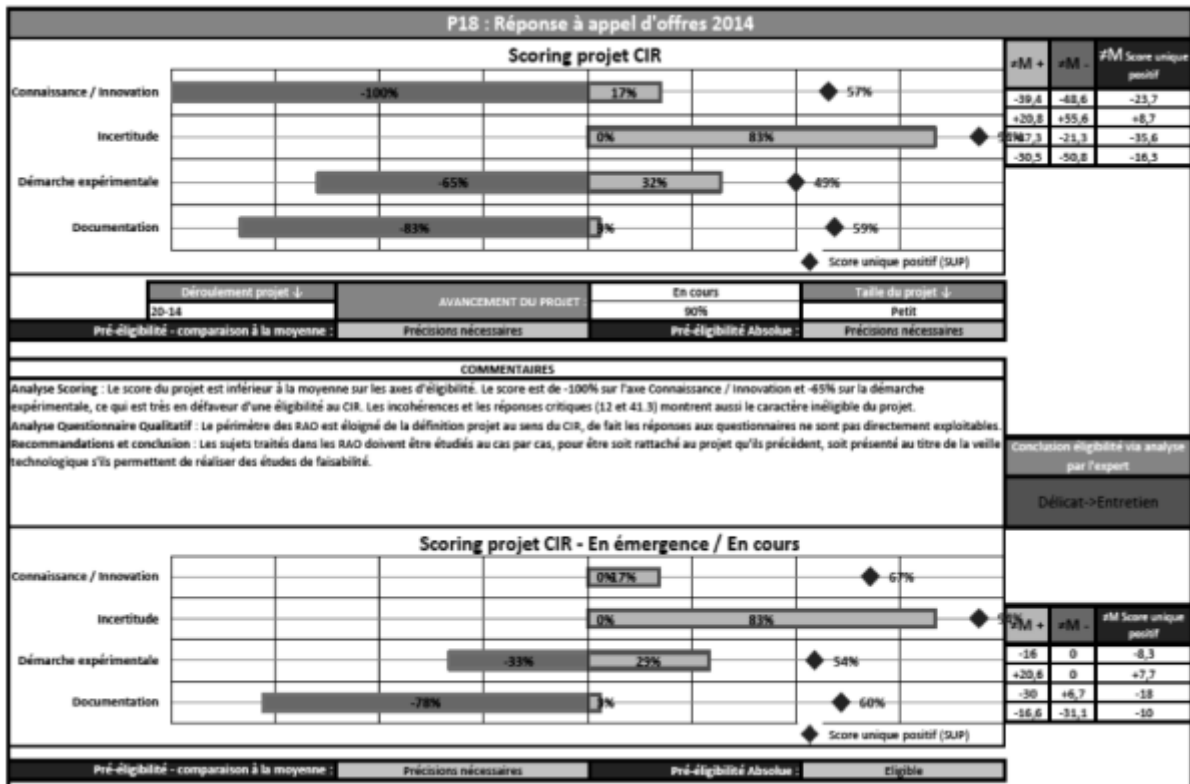 P18 : Réponse à appel d'offres 2014
Scoring projet CIR
≠M + ≠M - ≠M Score unique positif
Connaissance / Innovation -100% 17% 57% -39,4 -48,6 -23,7
Incertitude 0% 83% +20,8 +55,6 +8,7
Démarche expérimentale -65% 32% 49% -21,3 -35,6
Documentation -83% 3% 59% -30,5 -50,8 -16,3
Score unique positif (SUP)
Déroulement projet ↓ AVANCEMENT DU PROJET : En cours Taille du projet ↓
20-14 90% Petit
Pré-éligibilité - comparaison à la moyenne : Précisions nécessaires Pré-éligibilité Absolue : Précisions nécessaires
COMMENTAIRES
Analyse Scoring : Le score du projet est inférieur à la moyenne sur les axes d'éligibilité. Le score est de -100% sur l'axe Connaissance / Innovation et -65% sur la démarche
expérimentale, ce qui est très en défaveur d'une éligibilité au CIR. Les incohérences et les réponses critiques (12 et 41.3) montrent aussi le caractère inéligible du projet.
Analyse Questionnaire Qualitatif : Le périmètre des RAO est éloigné de la définition projet au sens du CIR, de fait les réponses aux questionnaires ne sont pas directement exploitables.
Recommandations et conclusion : Les sujets traités dans les RAO doivent être étudiés au cas par cas, pour être soit rattaché au projet qu'ils précèdent, soit présenté au titre de la veille
technologique s'ils permettent de réaliser des études de faisabilité.
Conclusion éligibilité via analyse
par l'expert
Délicat->Entretien
Scoring projet CIR - En émergence / En cours
Connaissance / Innovation 0% 17% 67%
Incertitude 0% 83%
≠M + ≠M - ≠M Score unique positif
Démarche expérimentale -33% 29% 54%
Documentation -78% 3% 60%
-16 0 -8,3
+20,6 0 +7,7
-30 +6,7 -18
-16,6 -31,1 -10
Score unique positif (SUP)
Pré-éligibilité - comparaison à la moyenne : Précisions nécessaires Pré-éligibilité Absolue : Eligible